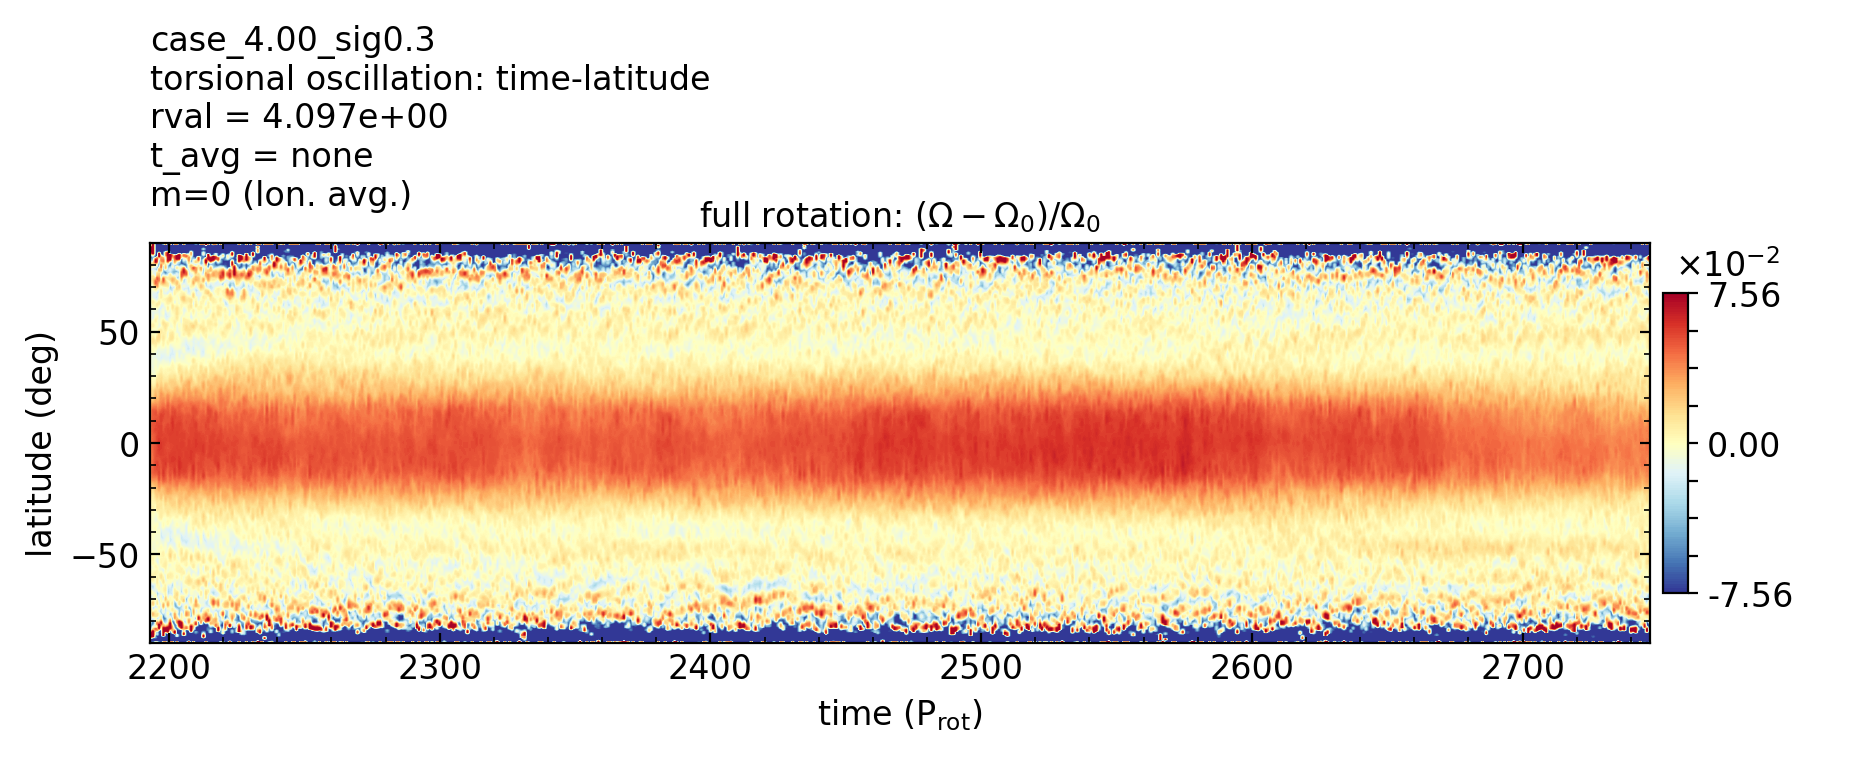 case_4.00_sig0.3
torsional oscillation: time-latitude
rval = 4.097e+00
t_avg = none
m=0 (lon. avg.)
full rotation: (Ω − Ω₀)/Ω₀
×10⁻²
7.56
0.00
-7.56
latitude (deg)
50
0
−50
2200 2300 2400 2500 2600 2700
time (P_rot)